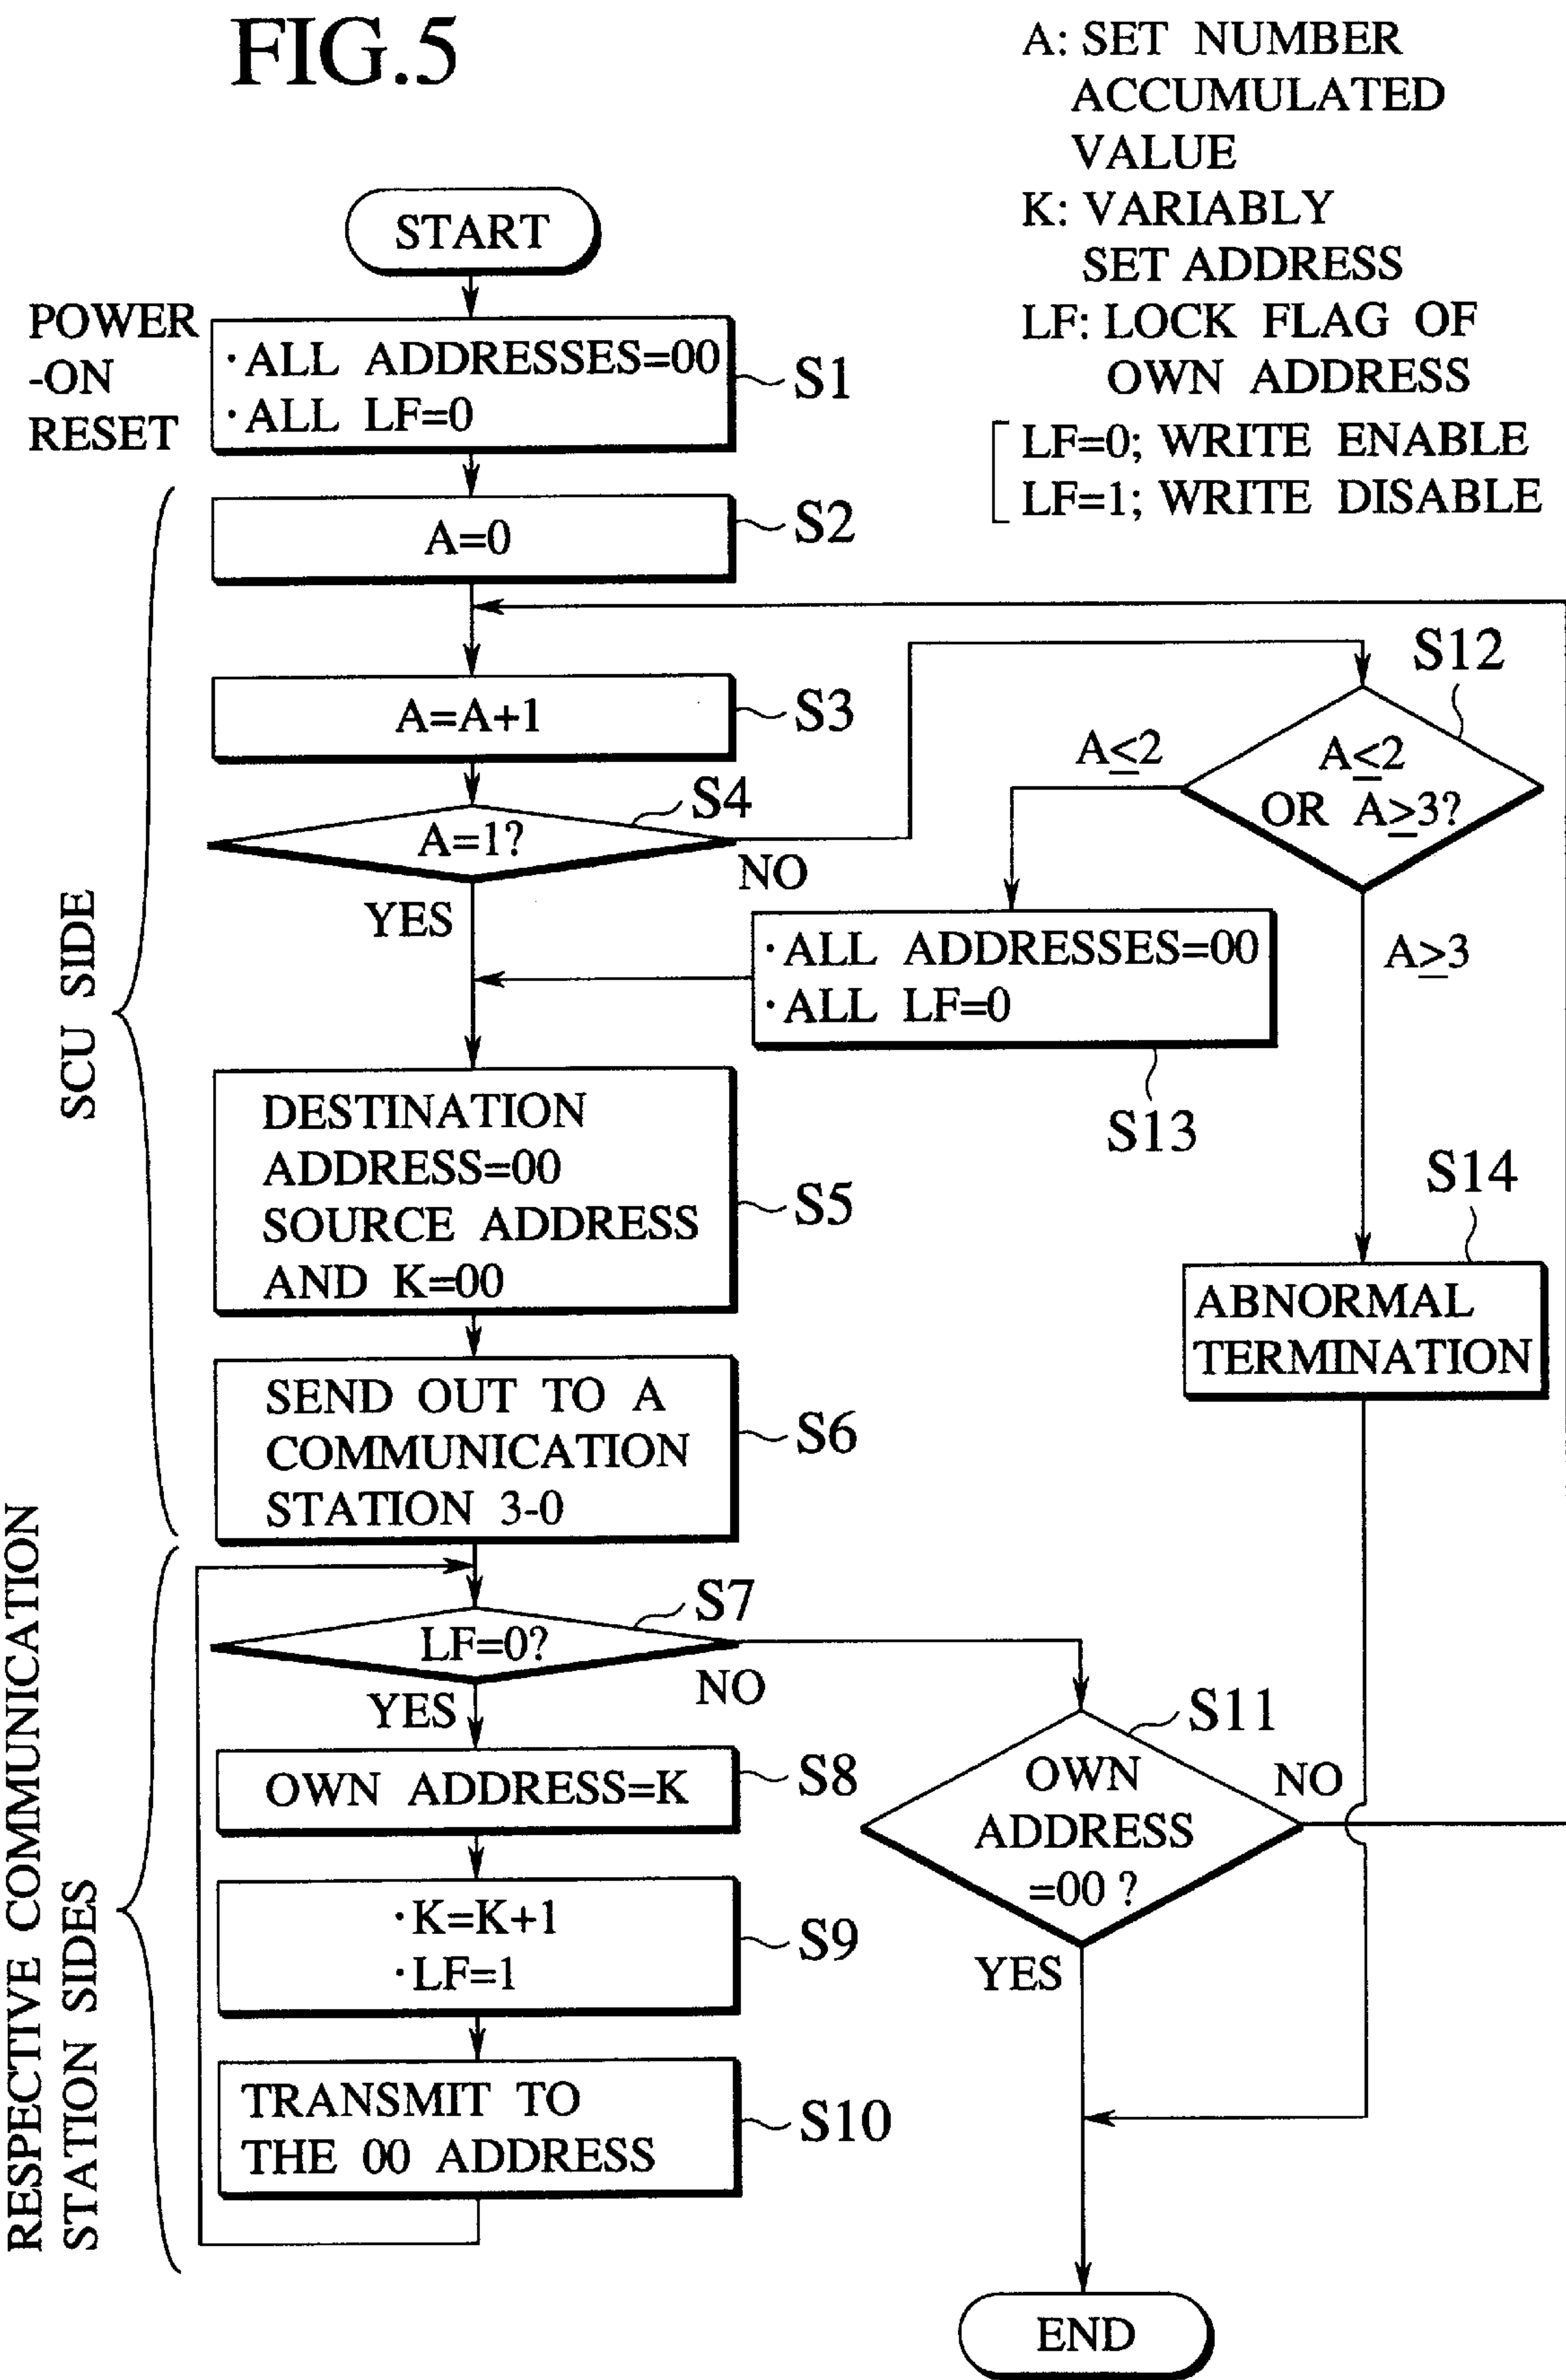 FIG.5
A: SET NUMBER
ACCUMULATED
VALUE
K: VARIABLY
SET ADDRESS
LF: LOCK FLAG OF
OWN ADDRESS
LF=0; WRITE ENABLE
LF=1; WRITE DISABLE
START
POWER
-ON
RESET
·ALL ADDRESSES=00
·ALL LF=0
S1
A=0
S2
A=A+1
S3
A=1?
S4
NO
YES
S12
A≤2
OR A≥3?
A≤2
A≥3
·ALL ADDRESSES=00
·ALL LF=0
S13
SCU SIDE
DESTINATION
ADDRESS=00
SOURCE ADDRESS
AND K=00
S5
S14
ABNORMAL
TERMINATION
SEND OUT TO A
COMMUNICATION
STATION 3-0
S6
RESPECTIVE COMMUNICATION
STATION SIDES
LF=0?
S7
NO
YES
OWN ADDRESS=K
S8
S11
OWN
ADDRESS
=00 ?
NO
YES
·K=K+1
·LF=1
S9
TRANSMIT TO
THE 00 ADDRESS
S10
END